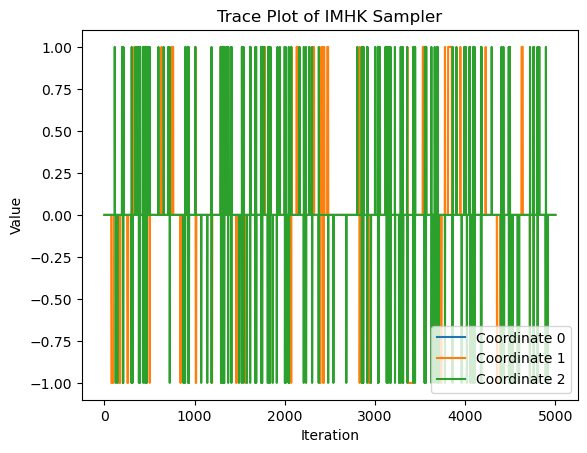 Trace Plot of IMHK Sampler
1.00
0.75
0.50
0.25
0.00
−0.25
−0.50
−0.75
−1.00
Value
Coordinate 0
Coordinate 1
Coordinate 2
0 1000 2000 3000 4000 5000
Iteration